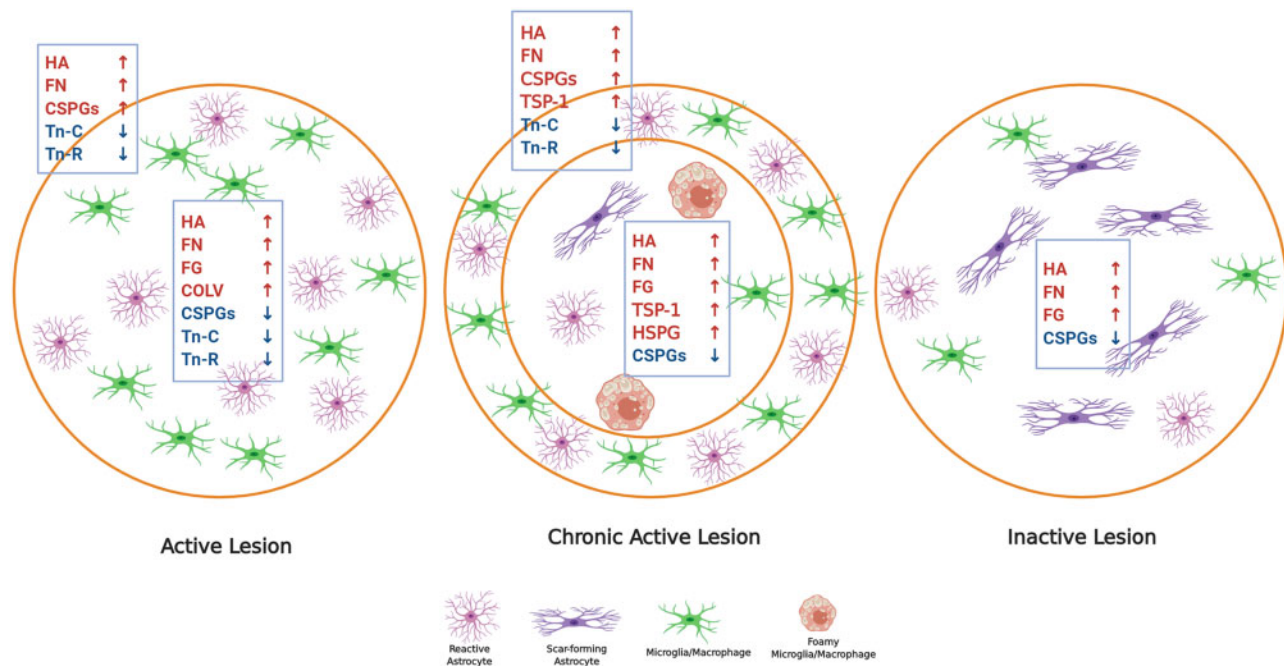 HA ↑
FN ↑
CSPGs ↑
Tn-C ↓
Tn-R ↓
HA ↑
FN ↑
FG ↑
COLV ↑
CSPGs ↓
Tn-C ↓
Tn-R ↓
Active Lesion
HA ↑
FN ↑
CSPGs ↑
TSP-1 ↑
Tn-C ↓
Tn-R ↓
HA ↑
FN ↑
FG ↑
TSP-1 ↑
HSPG ↑
CSPGs ↓
Chronic Active Lesion
HA ↑
FN ↑
FG ↑
CSPGs ↓
Inactive Lesion
Reactive
Astrocyte
Scar-forming
Astrocyte
Microglia/Macrophage
Foamy
Microglia/Macrophage